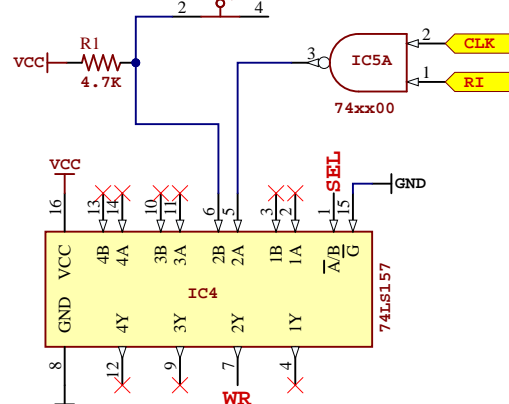 2 4
R1
VCC
4.7K
3
IC5A
2
CLK
1
RI
74xx00
VCC
SEL
GND
16 13 14 10 11 6 5 3 2 1 15
VCC 4B 4A 3B 3A 2B 2A 1B 1A A/B G
IC4
74LS157
GND 4Y 3Y 2Y 1Y
8 12 9 7 4
WR